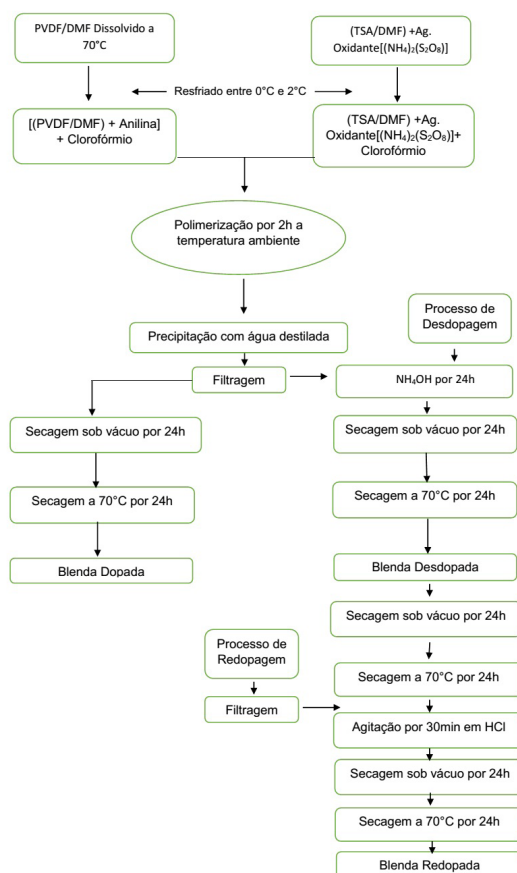 PVDF/DMF Dissolvido a
70°C
(TSA/DMF) +Ag.
Oxidante[(NH₄)₂(S₂O₈)]
Resfriado entre 0°C e 2°C
[(PVDF/DMF) + Anilina]
+ Clorofórmio
(TSA/DMF) +Ag.
Oxidante[(NH₄)₂(S₂O₈)]+
Clorofórmio
Polimerização por 2h a
temperatura ambiente
Processo de
Desdopagem
Precipitação com água destilada
Filtragem
NH₄OH por 24h
Secagem sob vácuo por 24h
Secagem sob vácuo por 24h
Secagem a 70°C por 24h
Secagem a 70°C por 24h
Blenda Dopada
Blenda Desdopada
Secagem sob vácuo por 24h
Processo de
Redopagem
Secagem a 70°C por 24h
Filtragem
Agitação por 30min em HCl
Secagem sob vácuo por 24h
Secagem a 70°C por 24h
Blenda Redopada